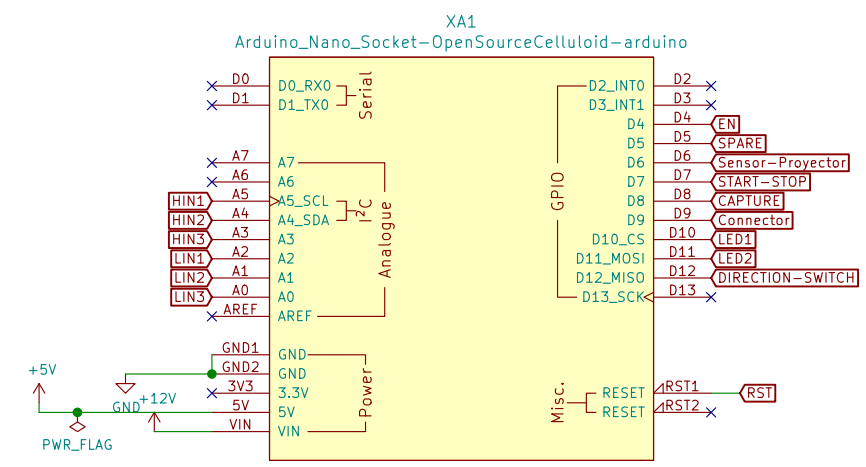 XA1
Arduino_Nano_Socket-OpenSourceCelluloid-arduino
D0 D0_RX0 Serial D2_INT0 D2
D1 D1_TX0 D3_INT1 D3
D4 D4 EN
D5 D5 SPARE
A7 A7 D6 D6 Sensor-Proyector
A6 A6 D7 D7 START-STOP
HIN1 A5 A5_SCL I²C Analogue GPIO D8 D8 CAPTURE
HIN2 A4 A4_SDA D9 D9 Connector
HIN3 A3 A3 D10_CS D10 LED1
LIN1 A2 A2 D11_MOSI D11 LED2
LIN2 A1 A1 D12_MISO D12 DIRECTION-SWITCH
LIN3 A0 A0 D13_SCK D13
AREF AREF
GND1 GND
+5V GND2 GND
3V3 3.3V Power Misc. RESET RST1 RST
GND +12V 5V 5V RESET RST2
VIN VIN
PWR_FLAG